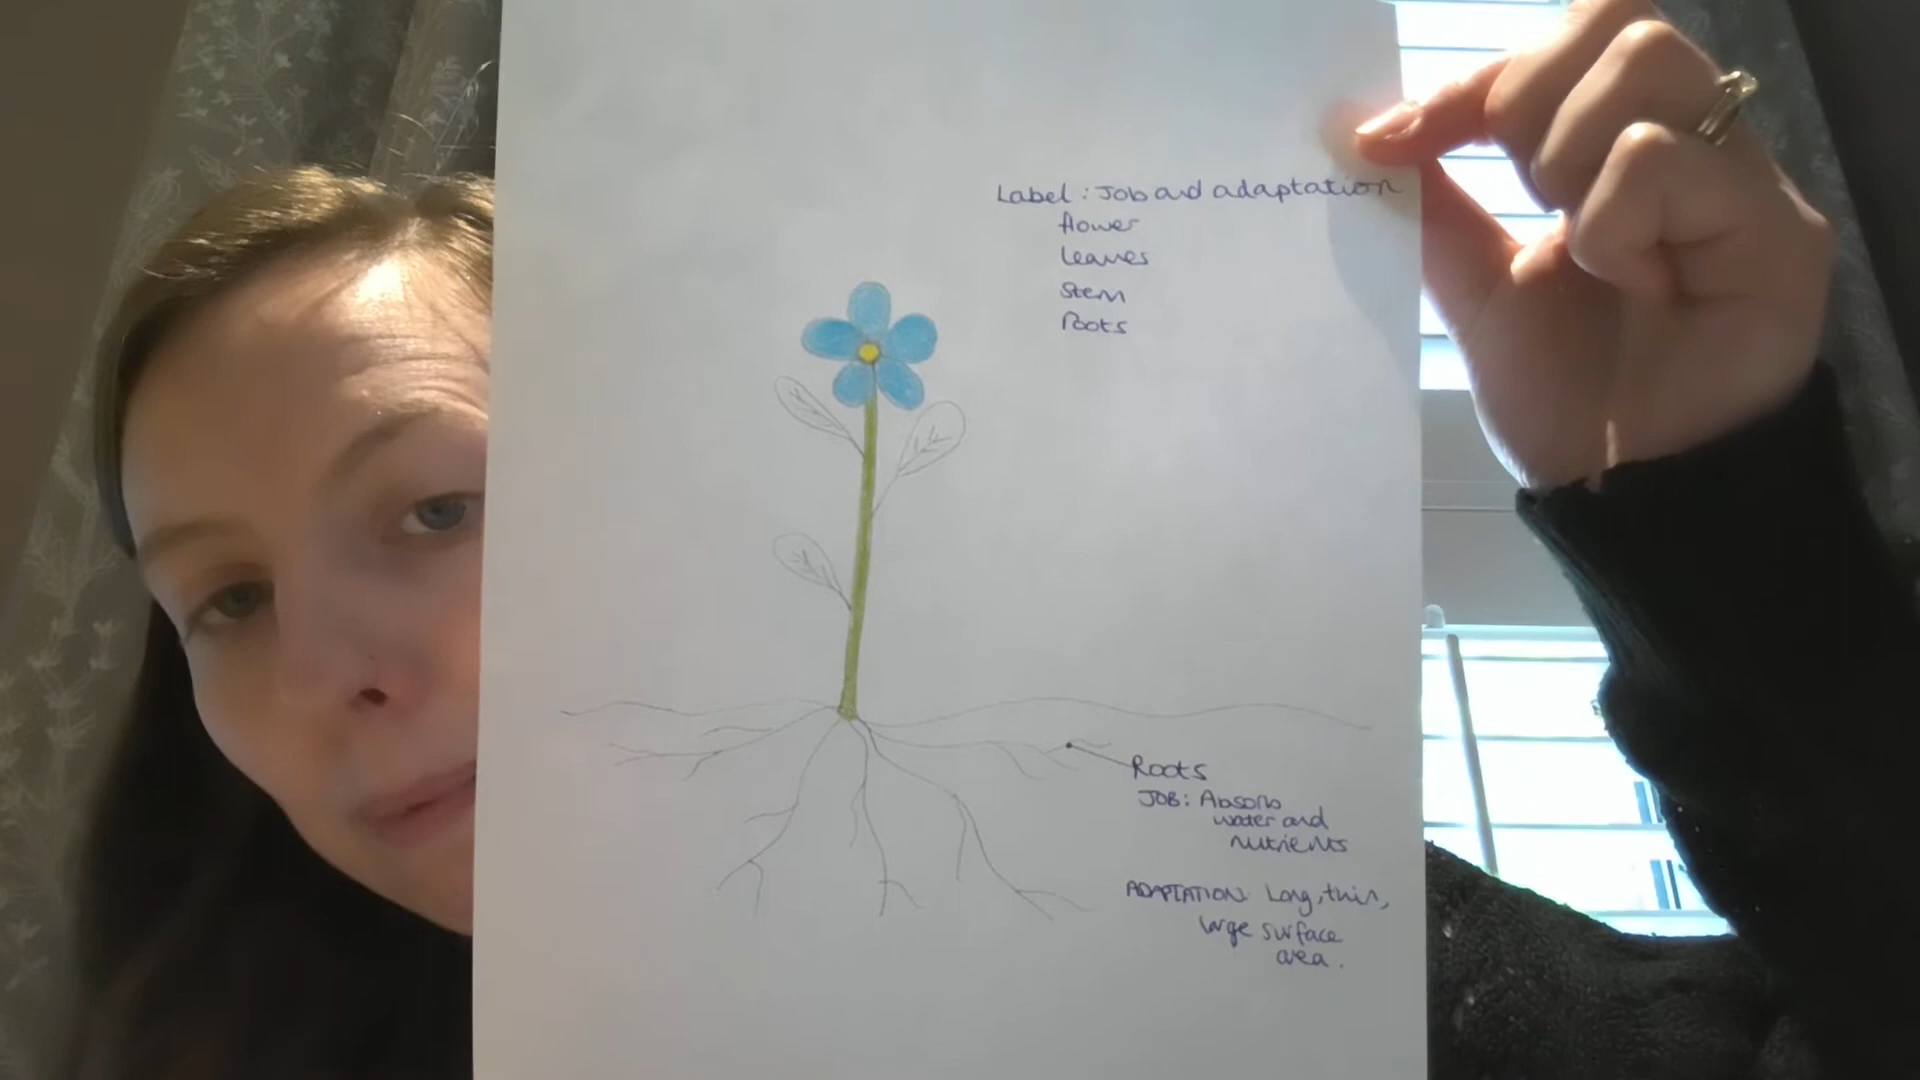 Label: Job and adaptation
flower
leaves
stem
Roots
Roots
JOB: Absorb
water and
nutrients
ADAPTATION: Long, thin,
large surface
area.